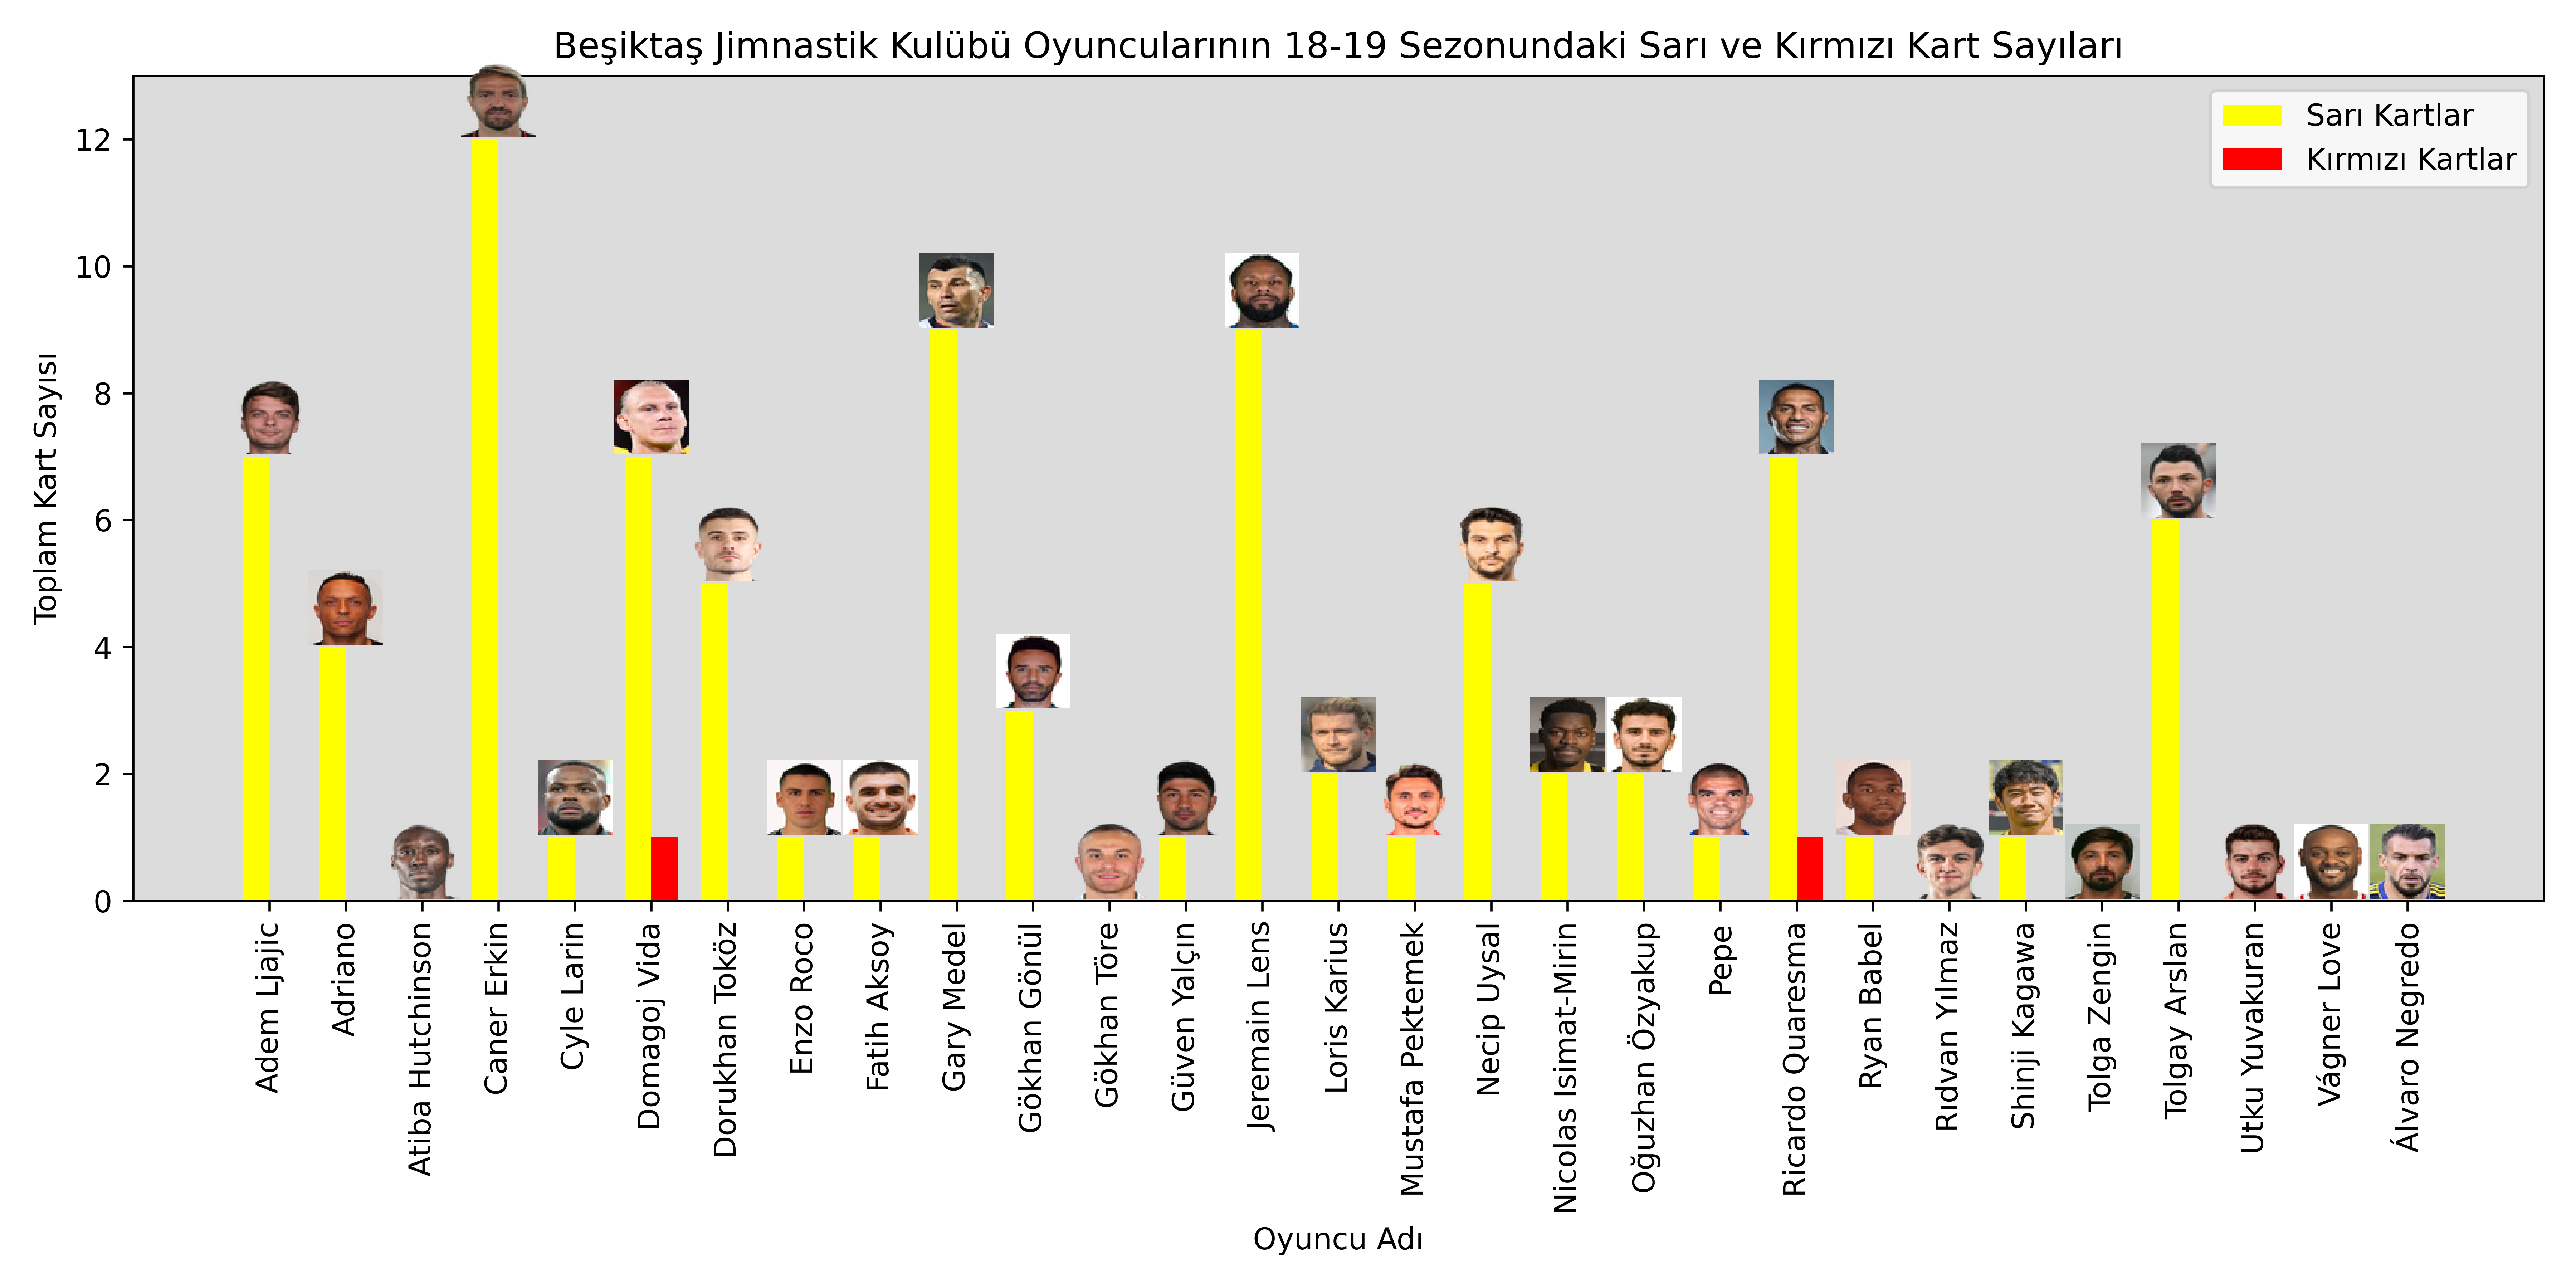 Beşiktaş Jimnastik Kulübü Oyuncularının 18-19 Sezonundaki Sarı ve Kırmızı Kart Sayıları
Sarı Kartlar
Kırmızı Kartlar
Toplam Kart Sayısı
12
10
8
6
4
2
0
Adem Ljajic
Adriano
Atiba Hutchinson
Caner Erkin
Cyle Larin
Domagoj Vida
Dorukhan Toköz
Enzo Roco
Fatih Aksoy
Gary Medel
Gökhan Gönül
Gökhan Töre
Güven Yalçın
Jeremain Lens
Loris Karius
Mustafa Pektemek
Necip Uysal
Nicolas Isimat-Mirin
Oğuzhan Özyakup
Pepe
Ricardo Quaresma
Ryan Babel
Rıdvan Yılmaz
Shinji Kagawa
Tolga Zengin
Tolgay Arslan
Utku Yuvakuran
Vágner Love
Álvaro Negredo
Oyuncu Adı